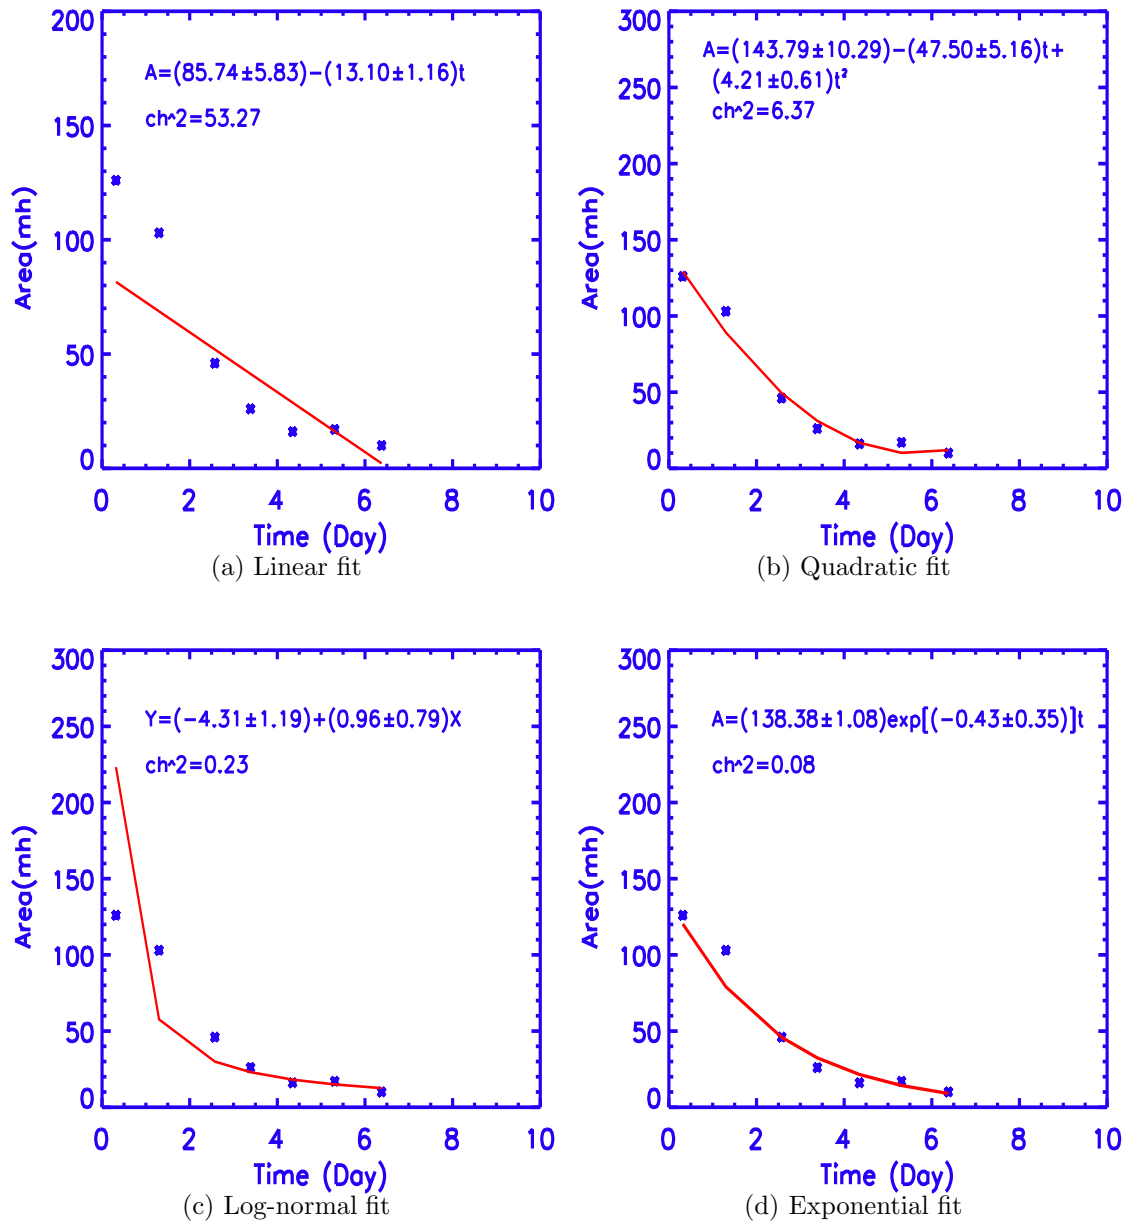 200
150
100
50
0
Area(mh)
A=(85.74±5.83)−(13.10±1.16)t
ch^2=53.27
0 2 4 6 8 10
Time (Day)
(a) Linear fit
300
250
200
150
100
50
0
Area(mh)
A=(143.79±10.29)−(47.50±5.16)t+
(4.21±0.61)t²
ch^2=6.37
0 2 4 6 8 10
Time (Day)
(b) Quadratic fit
300
250
200
150
100
50
0
Area(mh)
Y=(−4.31±1.19)+(0.96±0.79)X
ch^2=0.23
0 2 4 6 8 10
Time (Day)
(c) Log-normal fit
300
250
200
150
100
50
0
Area(mh)
A=(138.38±1.08)exp[(−0.43±0.35)]t
ch^2=0.08
0 2 4 6 8 10
Time (Day)
(d) Exponential fit